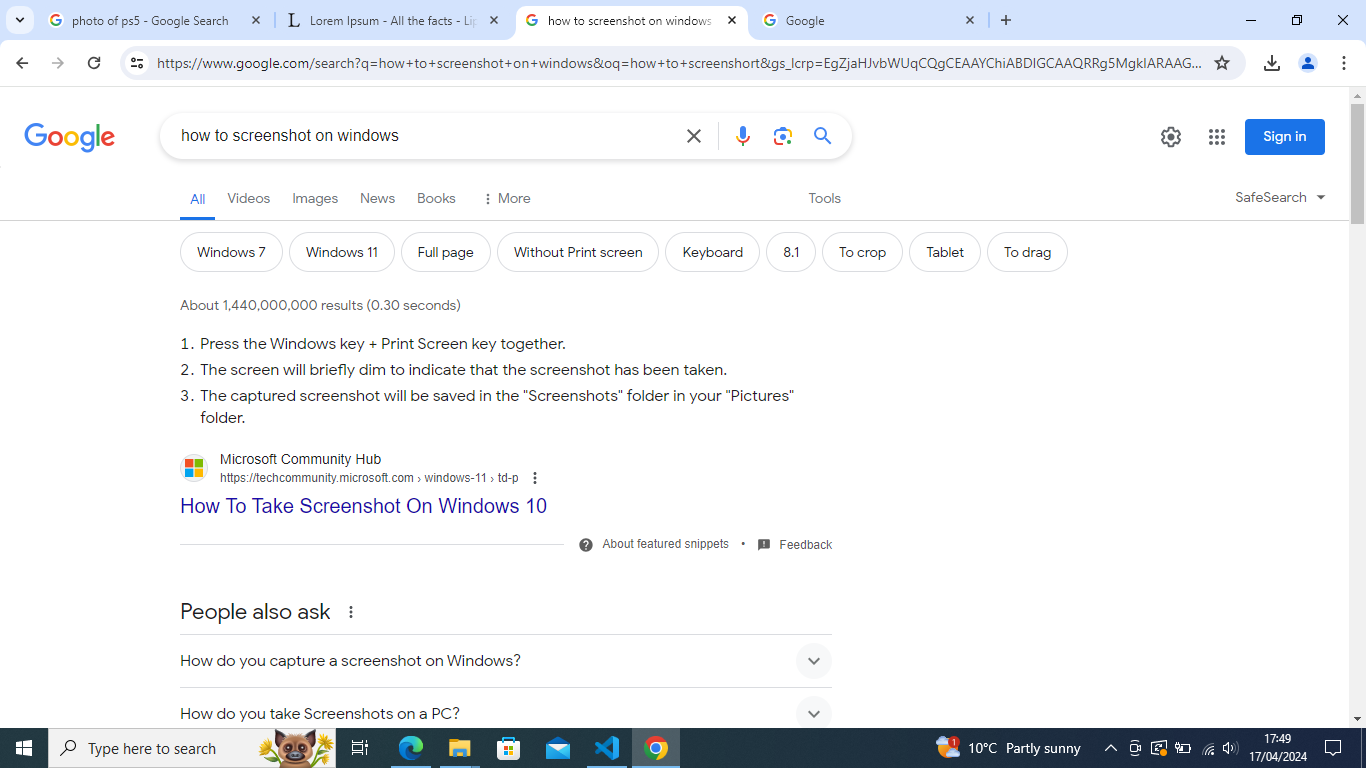 photo of ps5 - Google Search
Lorem Ipsum - All the facts - Lip
how to screenshot on windows
Google
https://www.google.com/search?q=how+to+screenshot+on+windows&oq=how+to+screenshort&gs_lcrp=EgZjaHJvbWUqCQgCEAAYChiABDIGCAAQRRg5MgkIARAAG...
Google
how to screenshot on windows
Sign in
All
Videos
Images
News
Books
More
Tools
SafeSearch
Windows 7
Windows 11
Full page
Without Print screen
Keyboard
8.1
To crop
Tablet
To drag
About 1,440,000,000 results (0.30 seconds)
1. Press the Windows key + Print Screen key together.
2. The screen will briefly dim to indicate that the screenshot has been taken.
3. The captured screenshot will be saved in the "Screenshots" folder in your "Pictures"
folder.
Microsoft Community Hub
https://techcommunity.microsoft.com › windows-11 › td-p
How To Take Screenshot On Windows 10
About featured snippets • Feedback
People also ask
How do you capture a screenshot on Windows?
How do you take Screenshots on a PC?
Type here to search
1
10°C Partly sunny
17:49
17/04/2024